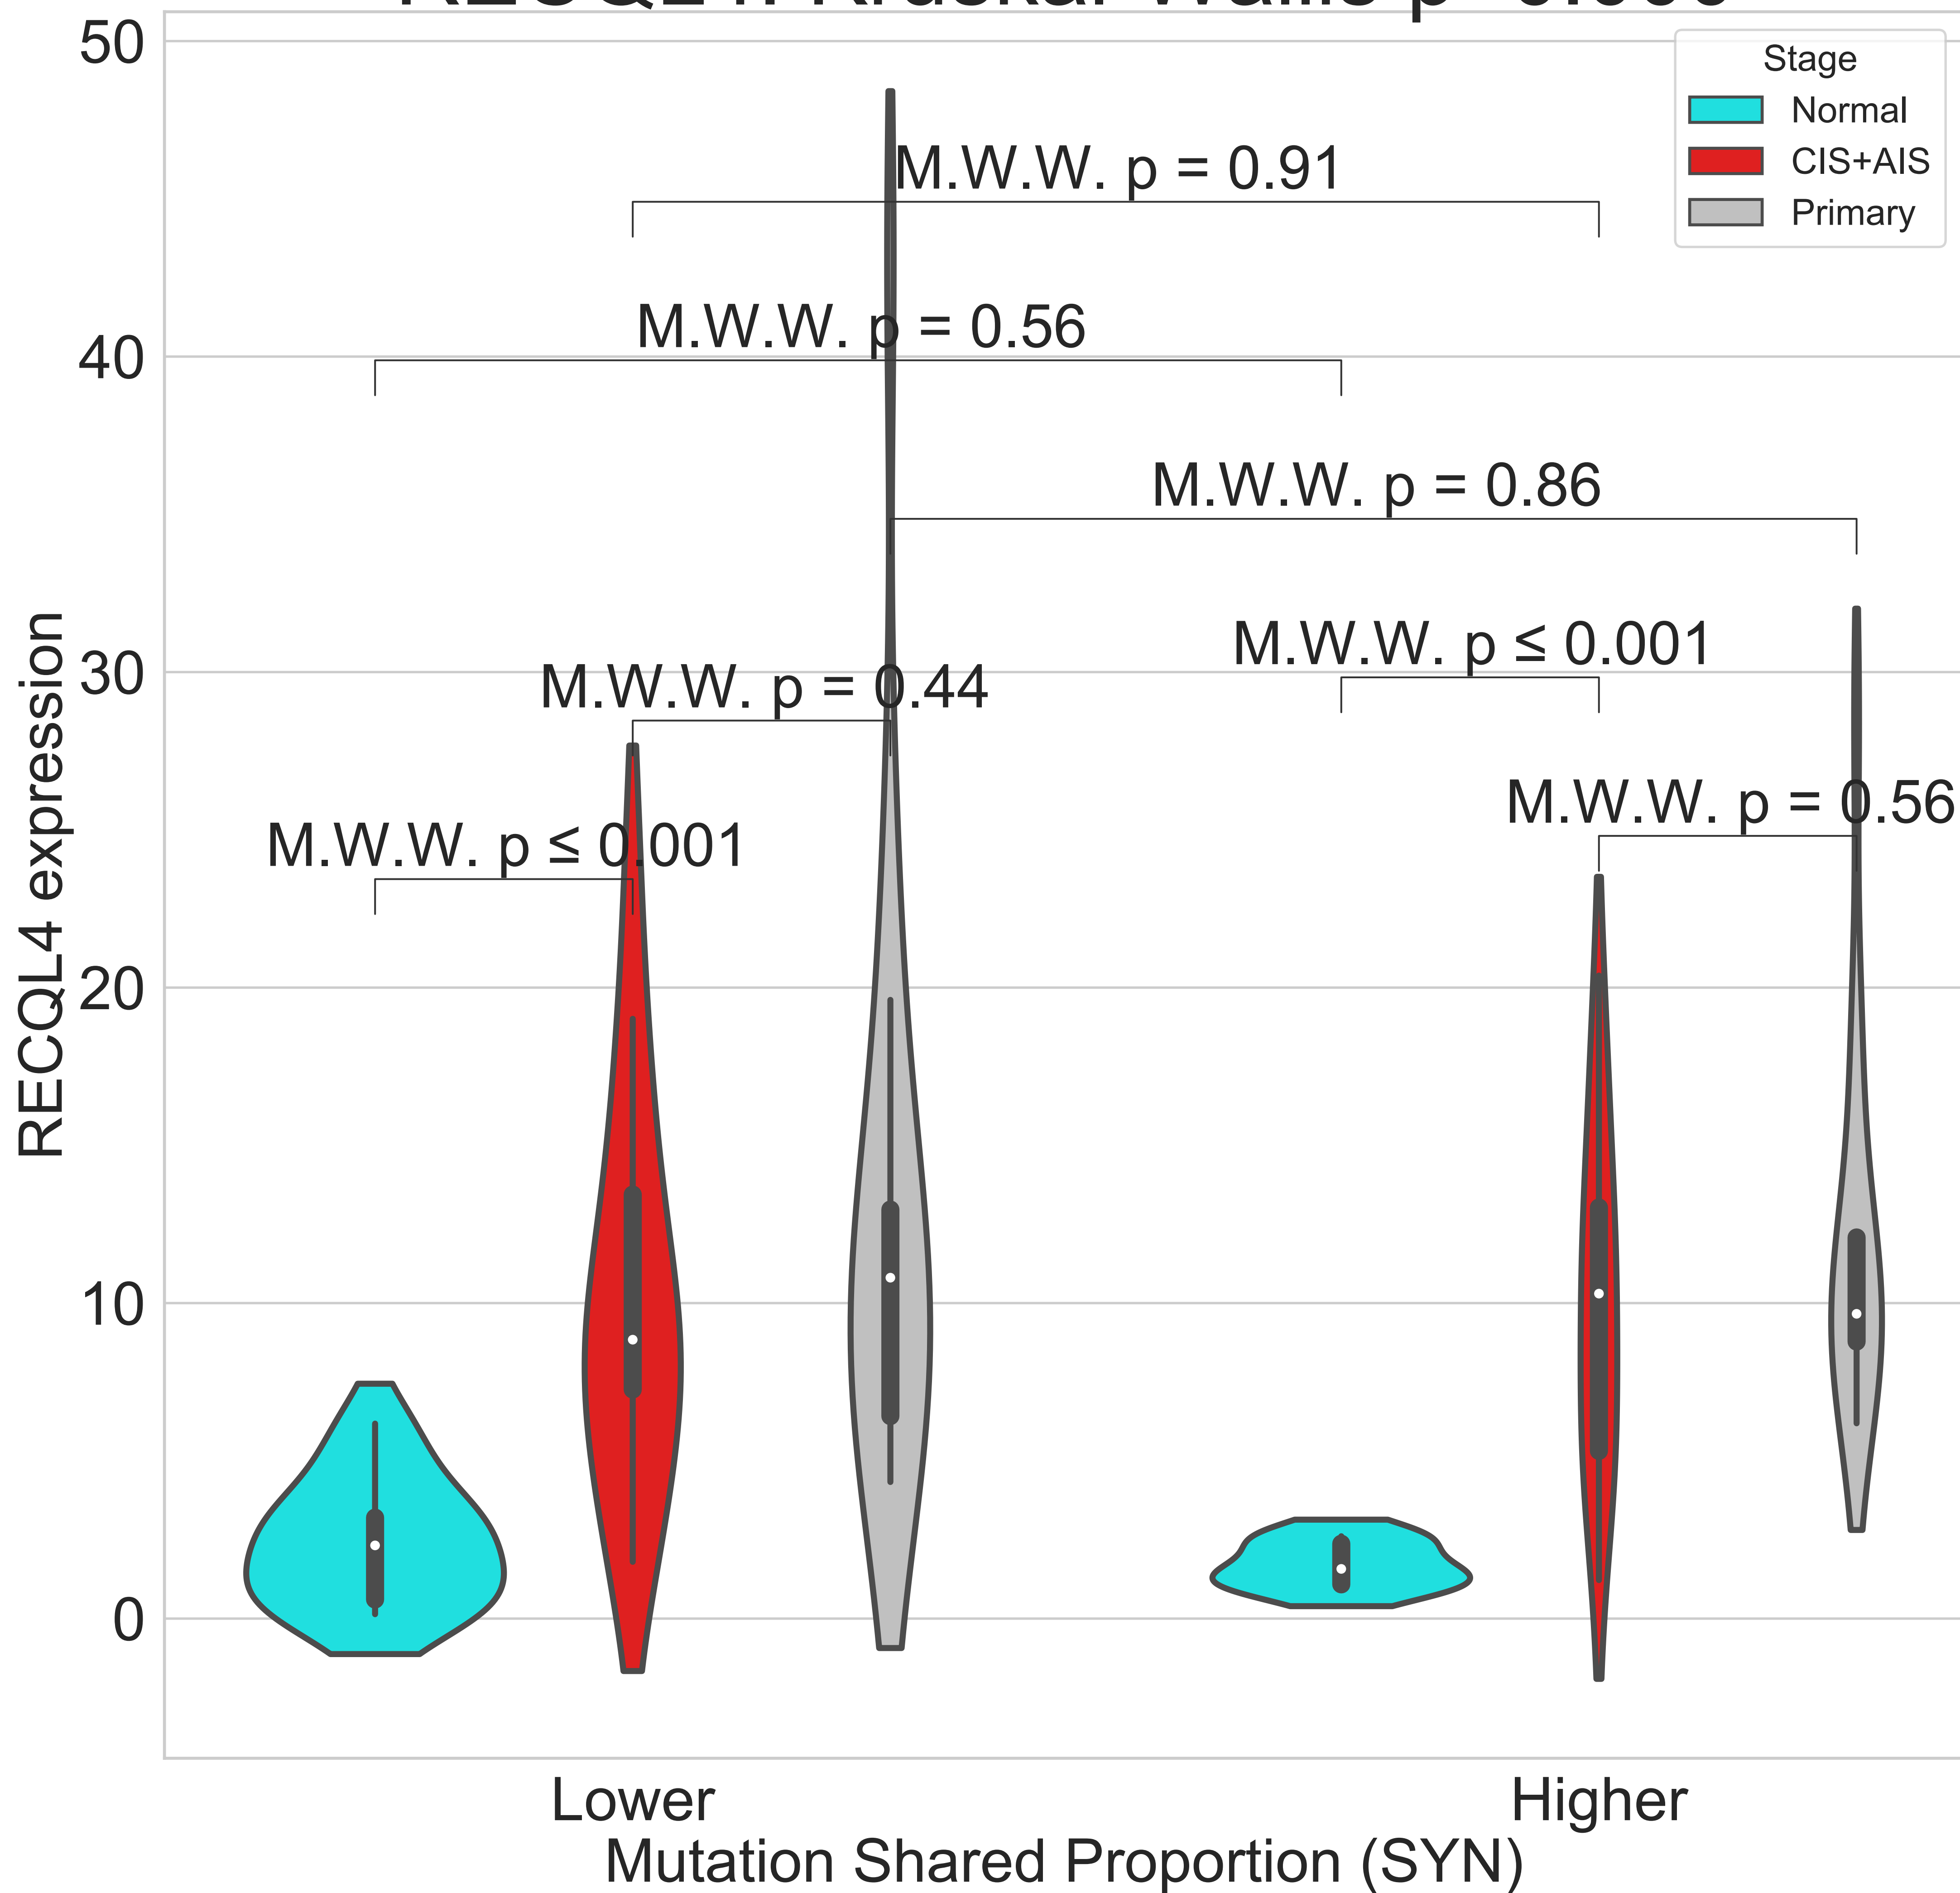 50
Stage
Normal
CIS+AIS
Primary
M.W.W. p = 0.91
M.W.W. p = 0.56
40
M.W.W. p = 0.86
M.W.W. p ≤ 0.001
M.W.W. p = 0.44
30
M.W.W. p = 0.56
M.W.W. p ≤ 0.001
20
10
0
RECQL4 expression
Lower
Higher
Mutation Shared Proportion (SYN)